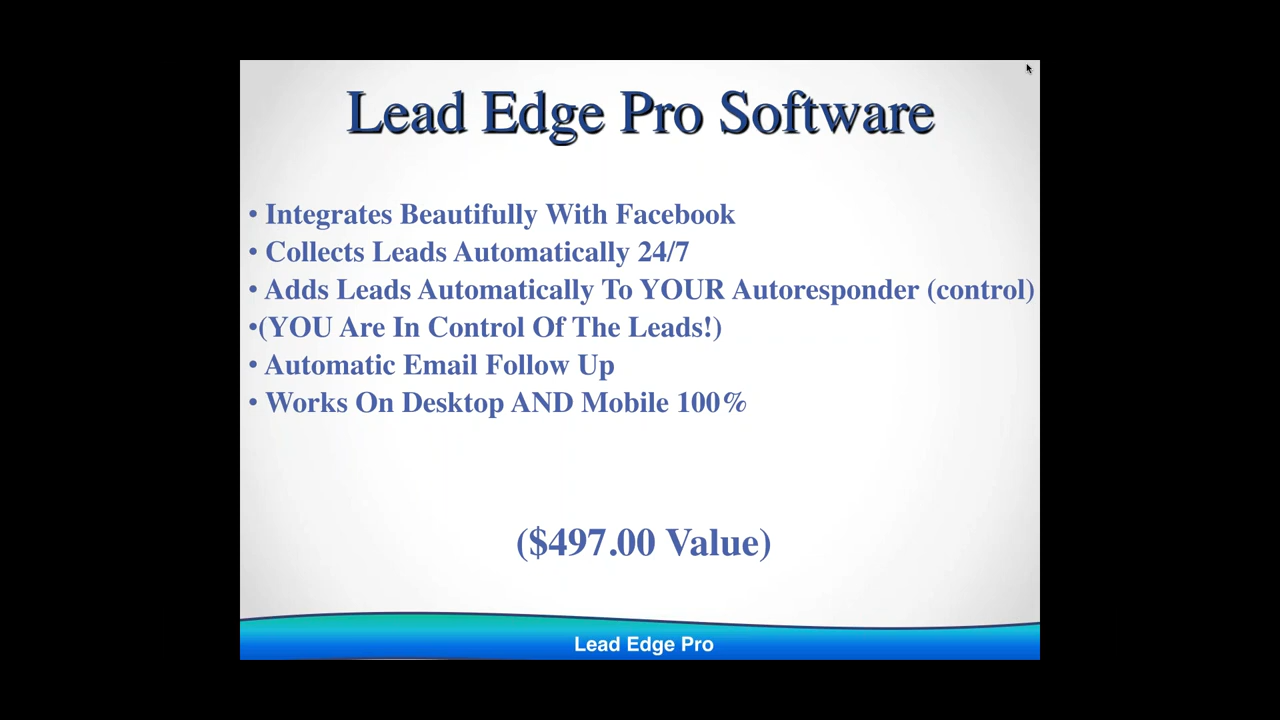 Lead Edge Pro Software
• Integrates Beautifully With Facebook
• Collects Leads Automatically 24/7
• Adds Leads Automatically To YOUR Autoresponder (control)
•(YOU Are In Control Of The Leads!)
• Automatic Email Follow Up
• Works On Desktop AND Mobile 100%
($497.00 Value)
Lead Edge Pro